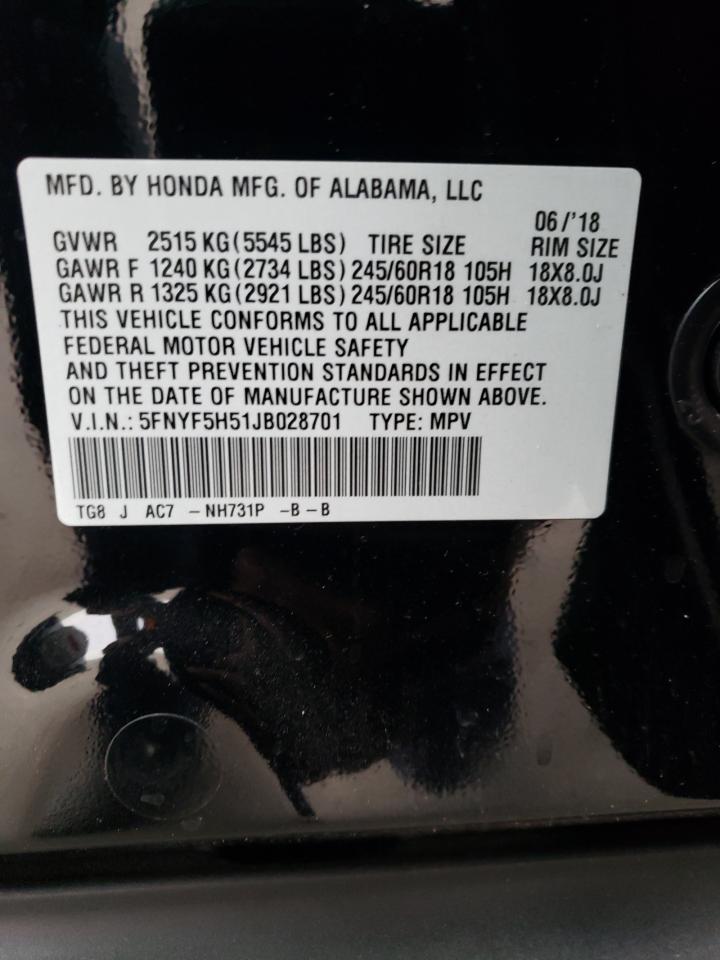 MFD. BY HONDA MFG. OF ALABAMA, LLC
06/'18
GVWR 2515 KG (5545 LBS) TIRE SIZE RIM SIZE
GAWR F 1240 KG (2734 LBS) 245/60R18 105H 18X8.0J
GAWR R 1325 KG (2921 LBS) 245/60R18 105H 18X8.0J
THIS VEHICLE CONFORMS TO ALL APPLICABLE
FEDERAL MOTOR VEHICLE SAFETY
AND THEFT PREVENTION STANDARDS IN EFFECT
ON THE DATE OF MANUFACTURE SHOWN ABOVE.
V.I.N.: 5FNYF5H51JB028701 TYPE: MPV
TG8 J AC7 - NH731P - B - B